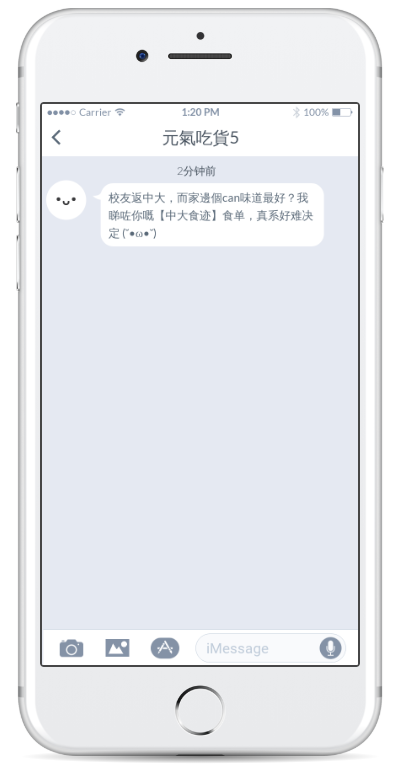 Carrier 1:20 PM 100%
元氣吃貨5
2分钟前
校友返中大，而家邊個can味道最好？我
睇咗你嘅【中大食迹】食单，真系好难决
定 (˘•ω•˘)
iMessage